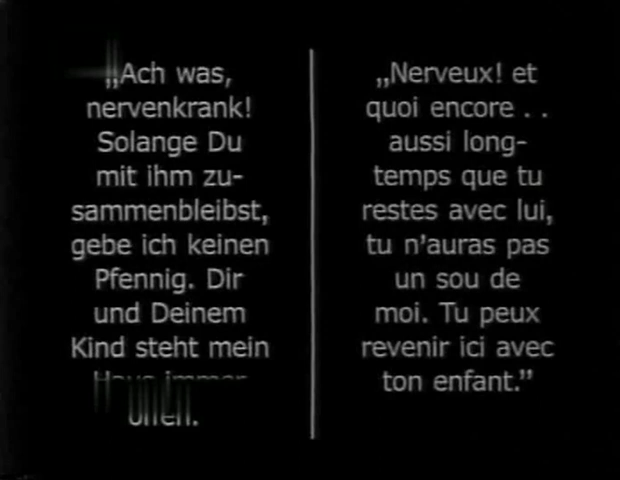 „Ach was,
nervenkrank!
Solange Du
mit ihm zu-
sammenbleibst,
gebe ich keinen
Pfennig. Dir
und Deinem
Kind steht mein
„Nerveux! et
quoi encore . .
aussi long-
temps que tu
restes avec lui,
tu n'auras pas
un sou de
moi. Tu peux
revenir ici avec
ton enfant.”